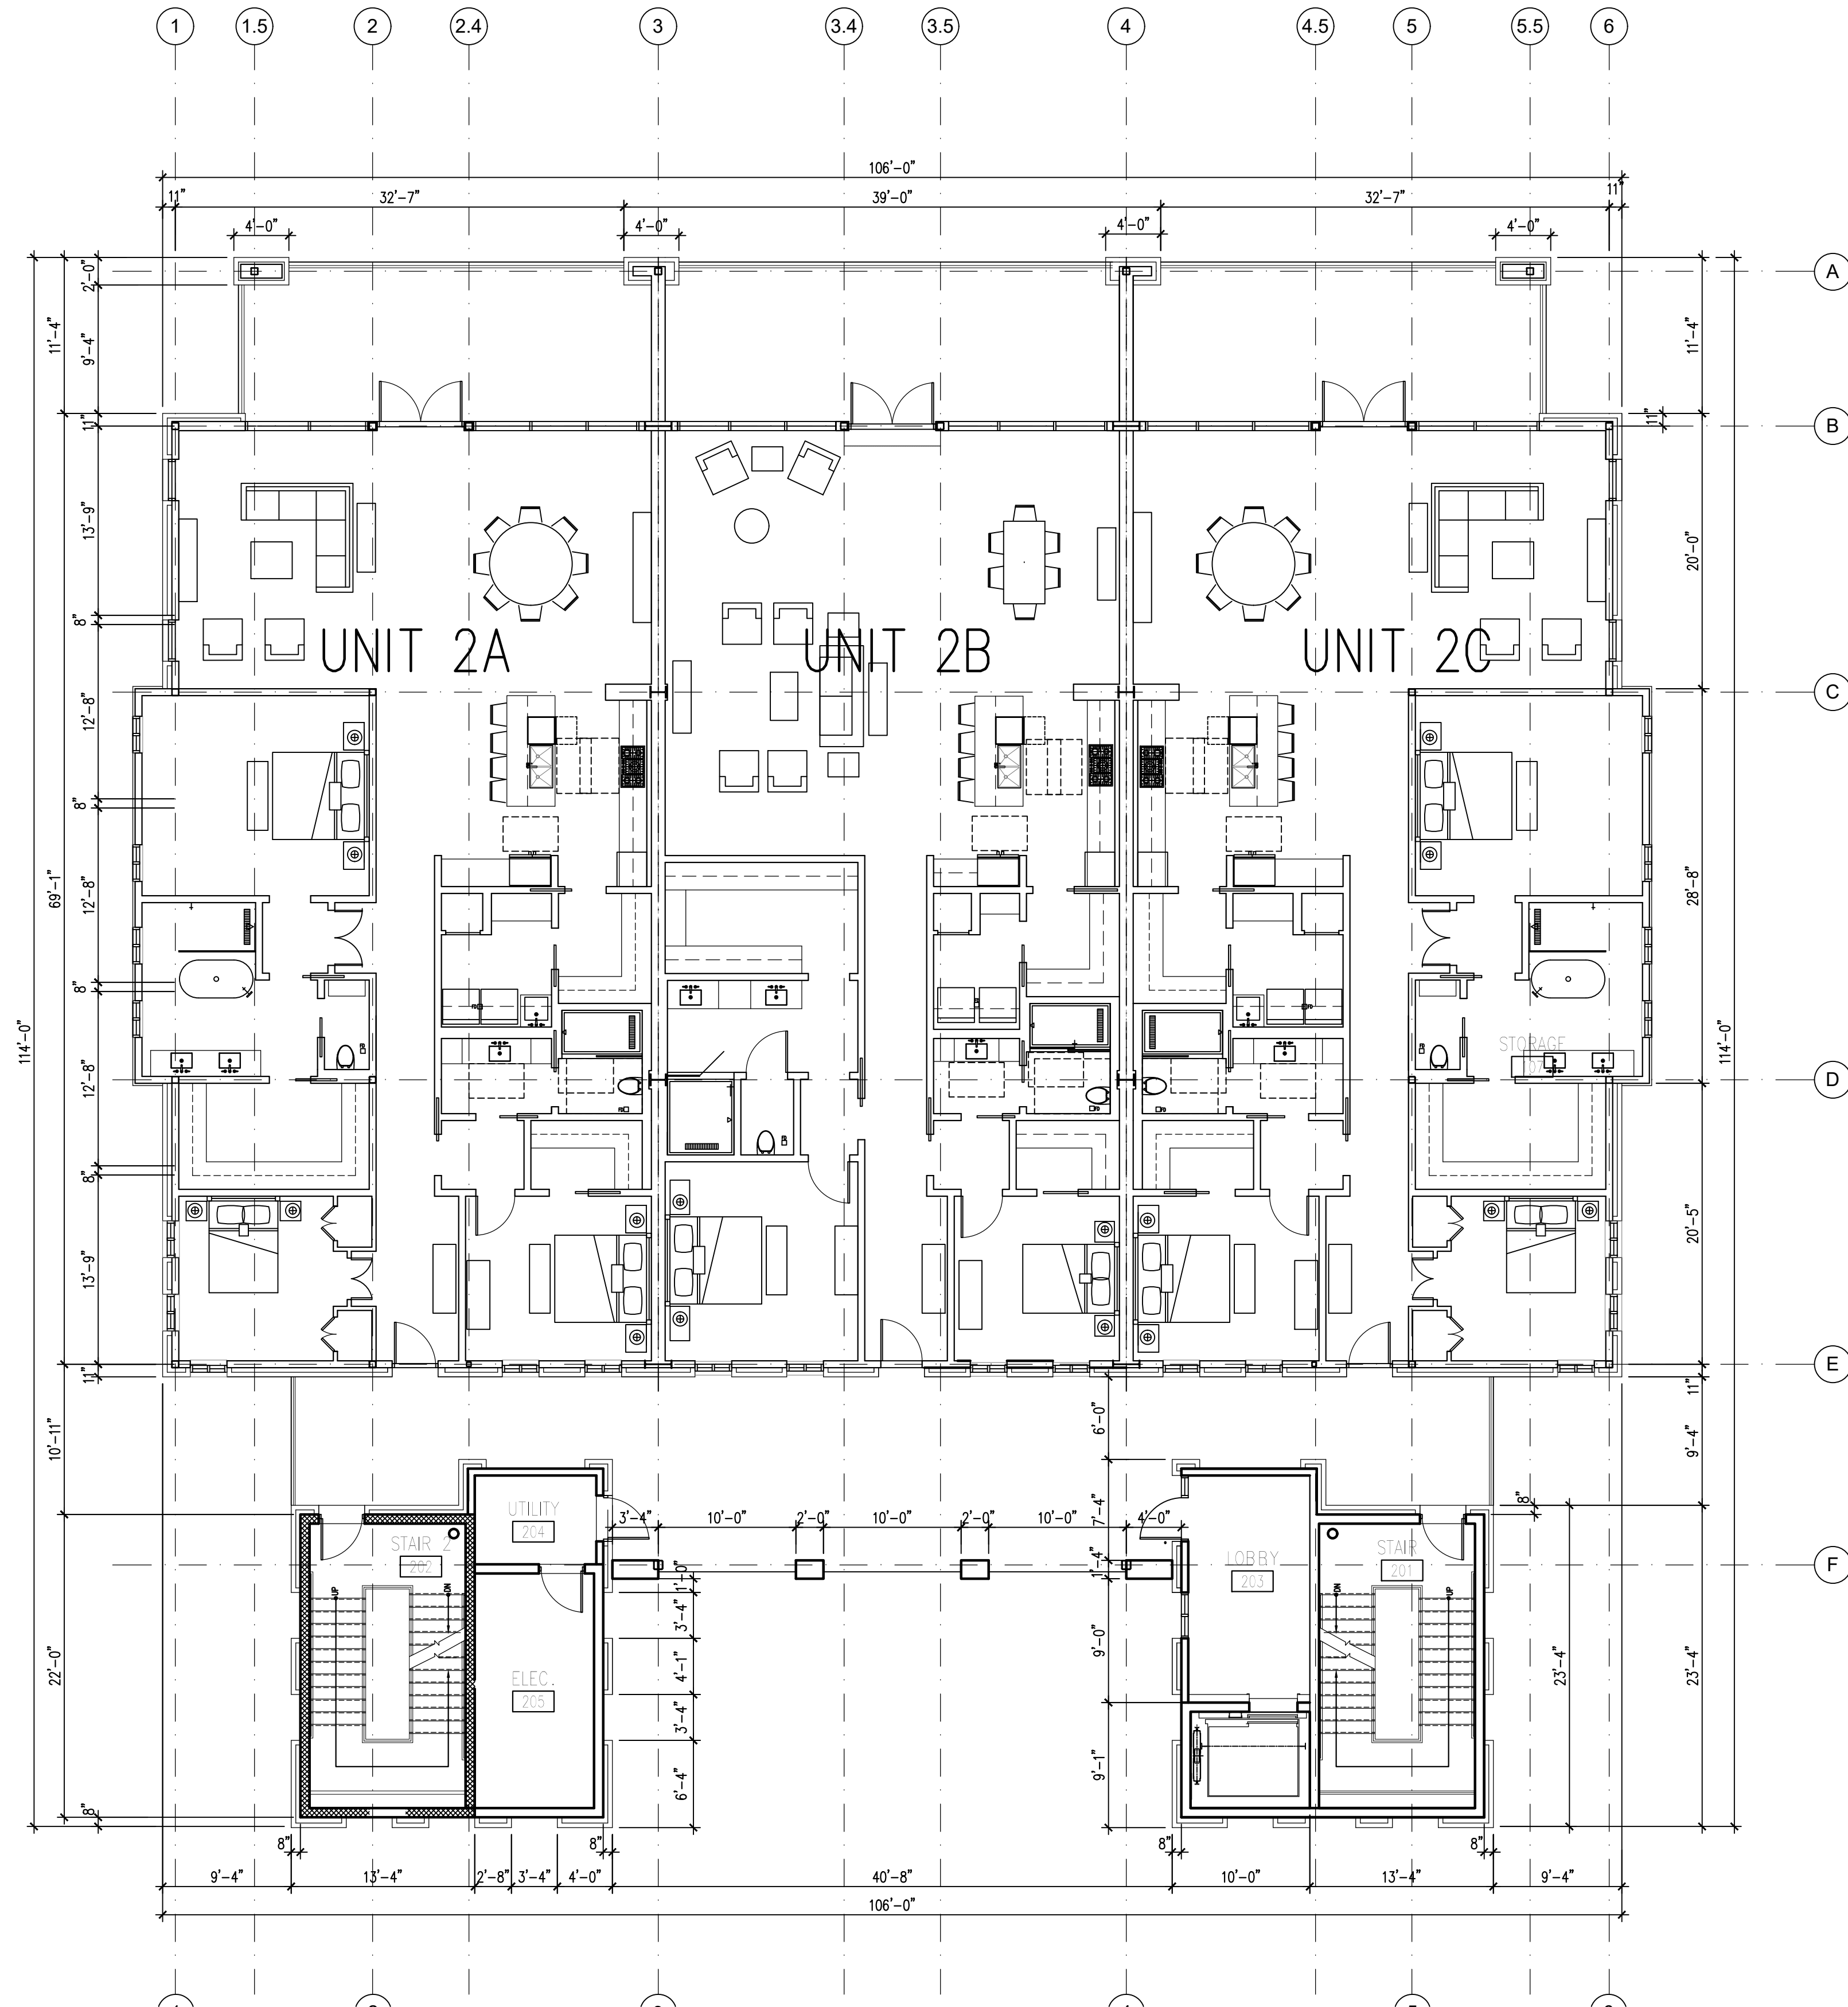 1 1.5 2 2.4 3 3.4 3.5 4 4.5 5 5.5 6
106'-0"
11" 32'-7" 39'-0" 32'-7" 11"
4'-0" 4'-0" 4'-0" 4'-0"
A
2'-0"
11'-4" 9'-4" 11'-4"
11" 11"
B
13'-9" 20'-0"
8"
UNIT 2A UNIT 2B UNIT 2C
C
12'-8"
8"
69'-1" 12'-8" 28'-8"
8"
114'-0" STORAGE 114'-0"
12'-8"
D
8"
20'-5"
13'-9"
E
11" 11"
10'-11" 6'-0" 9'-4"
8"
UTILITY
204
3'-4" 10'-0" 2'-0" 10'-0" 2'-0" 10'-0" 4'-0" 7'-4"
STAIR 2
202
LOBBY
203
STAIR
201
F
1'-0" 1'-4"
UP DN DN UP
3'-4" 9'-0"
4'-1"
22'-0" ELEC.
205
23'-4" 23'-4"
3'-4"
9'-1"
6'-4"
8"
8" 8" 8" 8"
9'-4" 13'-4" 2'-8" 3'-4" 4'-0" 40'-8" 10'-0" 13'-4" 9'-4"
106'-0"